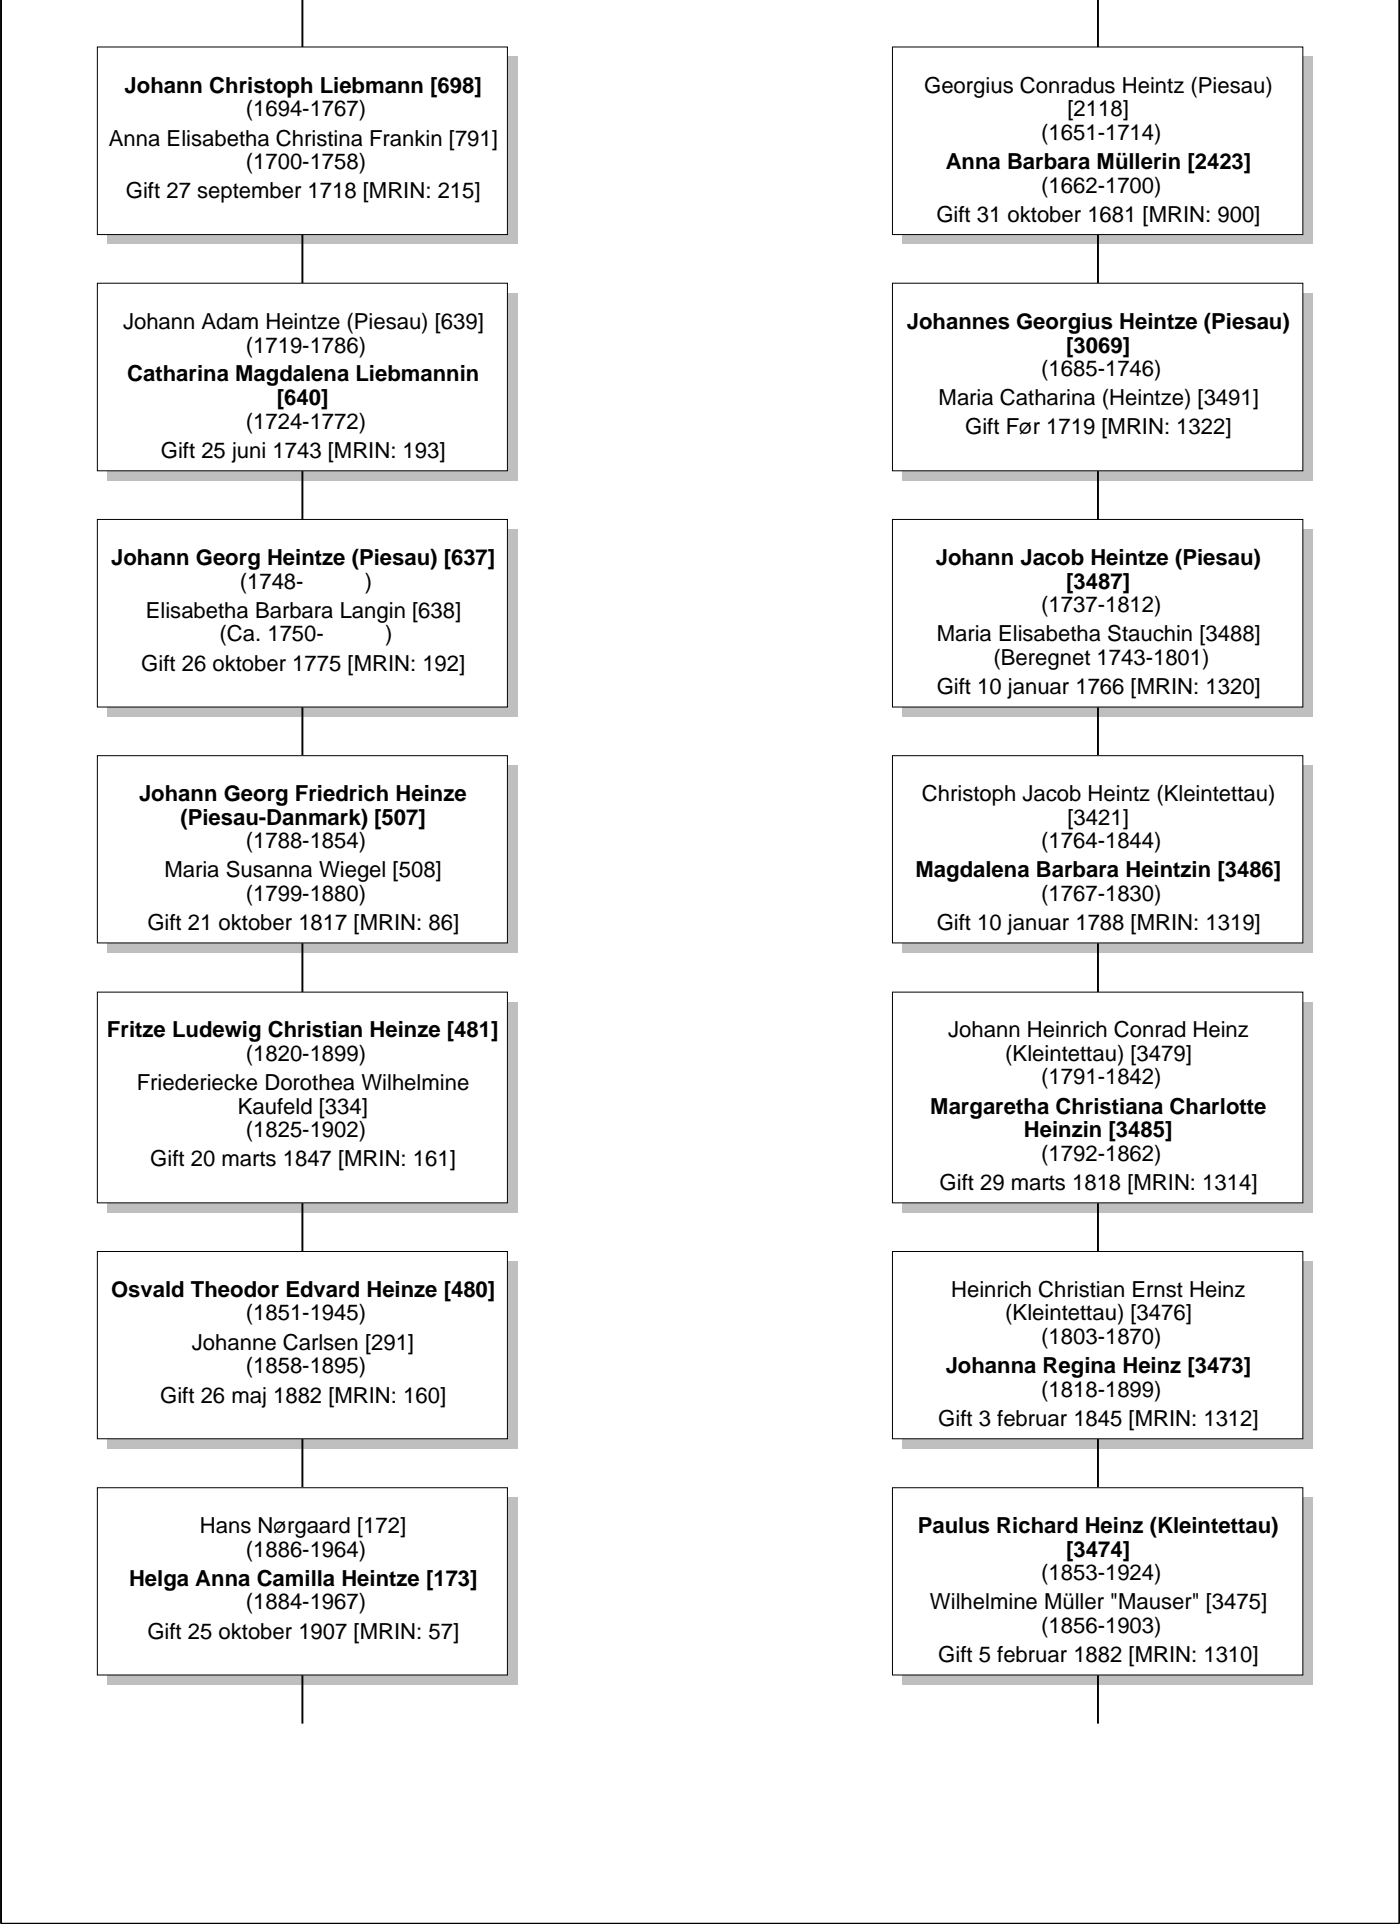 Johann Christoph Liebmann [698]
(1694-1767)
Anna Elisabetha Christina Frankin [791]
(1700-1758)
Gift 27 september 1718 [MRIN: 215]
Johann Adam Heintze (Piesau) [639]
(1719-1786)
Catharina Magdalena Liebmannin
[640]
(1724-1772)
Gift 25 juni 1743 [MRIN: 193]
Johann Georg Heintze (Piesau) [637]
(1748- )
Elisabetha Barbara Langin [638]
(Ca. 1750- )
Gift 26 oktober 1775 [MRIN: 192]
Johann Georg Friedrich Heinze
(Piesau-Danmark) [507]
(1788-1854)
Maria Susanna Wiegel [508]
(1799-1880)
Gift 21 oktober 1817 [MRIN: 86]
Fritze Ludewig Christian Heinze [481]
(1820-1899)
Friederiecke Dorothea Wilhelmine
Kaufeld [334]
(1825-1902)
Gift 20 marts 1847 [MRIN: 161]
Osvald Theodor Edvard Heinze [480]
(1851-1945)
Johanne Carlsen [291]
(1858-1895)
Gift 26 maj 1882 [MRIN: 160]
Hans Nørgaard [172]
(1886-1964)
Helga Anna Camilla Heintze [173]
(1884-1967)
Gift 25 oktober 1907 [MRIN: 57]
Georgius Conradus Heintz (Piesau)
[2118]
(1651-1714)
Anna Barbara Müllerin [2423]
(1662-1700)
Gift 31 oktober 1681 [MRIN: 900]
Johannes Georgius Heintze (Piesau)
[3069]
(1685-1746)
Maria Catharina (Heintze) [3491]
Gift Før 1719 [MRIN: 1322]
Johann Jacob Heintze (Piesau)
[3487]
(1737-1812)
Maria Elisabetha Stauchin [3488]
(Beregnet 1743-1801)
Gift 10 januar 1766 [MRIN: 1320]
Christoph Jacob Heintz (Kleintettau)
[3421]
(1764-1844)
Magdalena Barbara Heintzin [3486]
(1767-1830)
Gift 10 januar 1788 [MRIN: 1319]
Johann Heinrich Conrad Heinz
(Kleintettau) [3479]
(1791-1842)
Margaretha Christiana Charlotte
Heinzin [3485]
(1792-1862)
Gift 29 marts 1818 [MRIN: 1314]
Heinrich Christian Ernst Heinz
(Kleintettau) [3476]
(1803-1870)
Johanna Regina Heinz [3473]
(1818-1899)
Gift 3 februar 1845 [MRIN: 1312]
Paulus Richard Heinz (Kleintettau)
[3474]
(1853-1924)
Wilhelmine Müller "Mauser" [3475]
(1856-1903)
Gift 5 februar 1882 [MRIN: 1310]